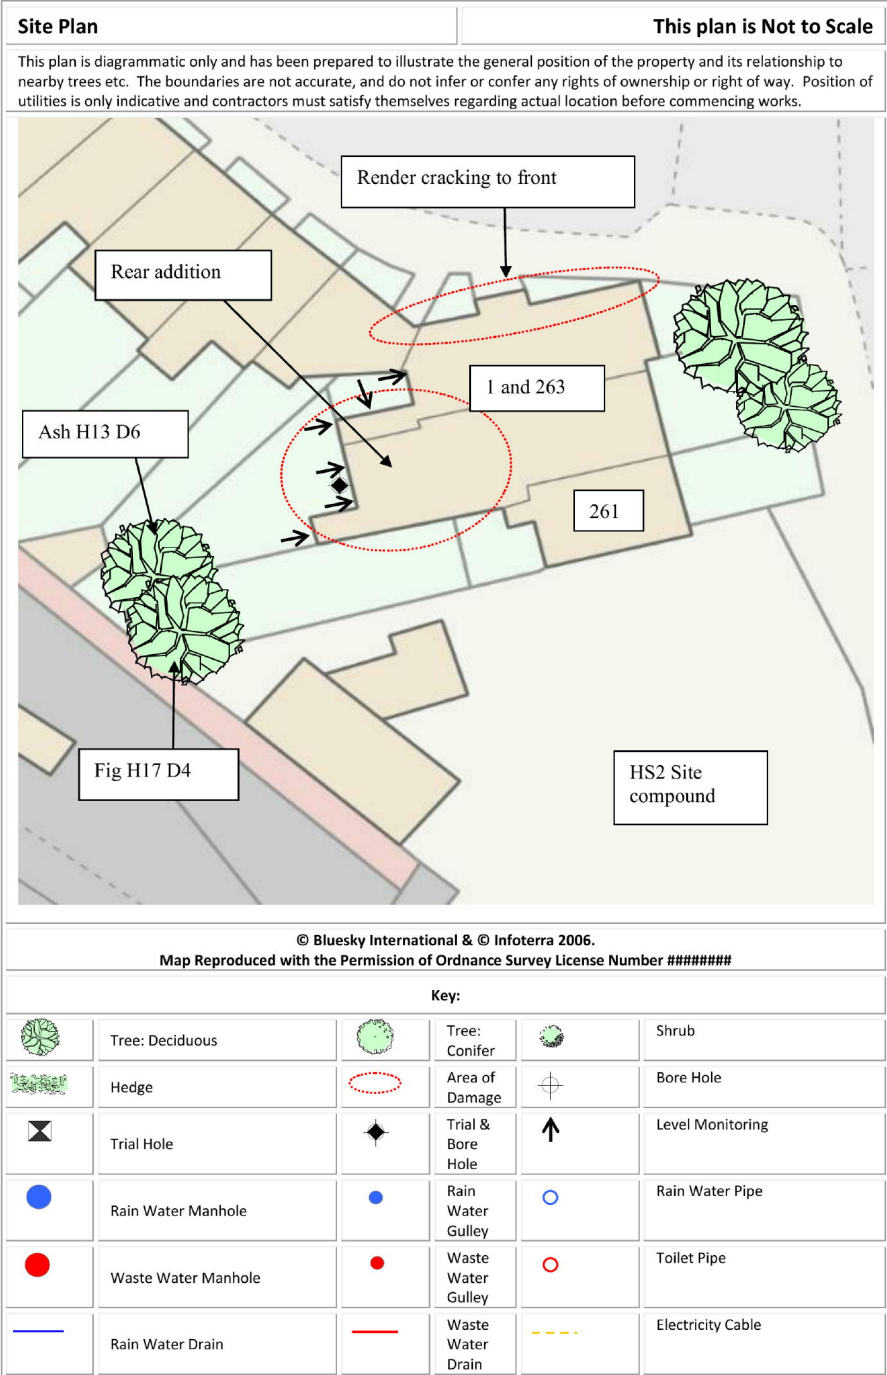 Site Plan
This plan is Not to Scale
This plan is diagrammatic only and has been prepared to illustrate the general position of the property and its relationship to
nearby trees etc.  The boundaries are not accurate, and do not infer or confer any rights of ownership or right of way.  Position of
utilities is only indicative and contractors must satisfy themselves regarding actual location before commencing works.
Render cracking to front
Rear addition
1 and 263
Ash H13 D6
261
Fig H17 D4
HS2 Site
compound
© Bluesky International & © Infoterra 2006.
Map Reproduced with the Permission of Ordnance Survey License Number ########
Key:
Tree: Deciduous
Tree:
Conifer
Shrub
Hedge
Area of
Damage
Bore Hole
Trial Hole
Trial &
Bore
Hole
Level Monitoring
Rain Water Manhole
Rain
Water
Gulley
Rain Water Pipe
Waste Water Manhole
Waste
Water
Gulley
Toilet Pipe
Rain Water Drain
Waste
Water
Drain
Electricity Cable